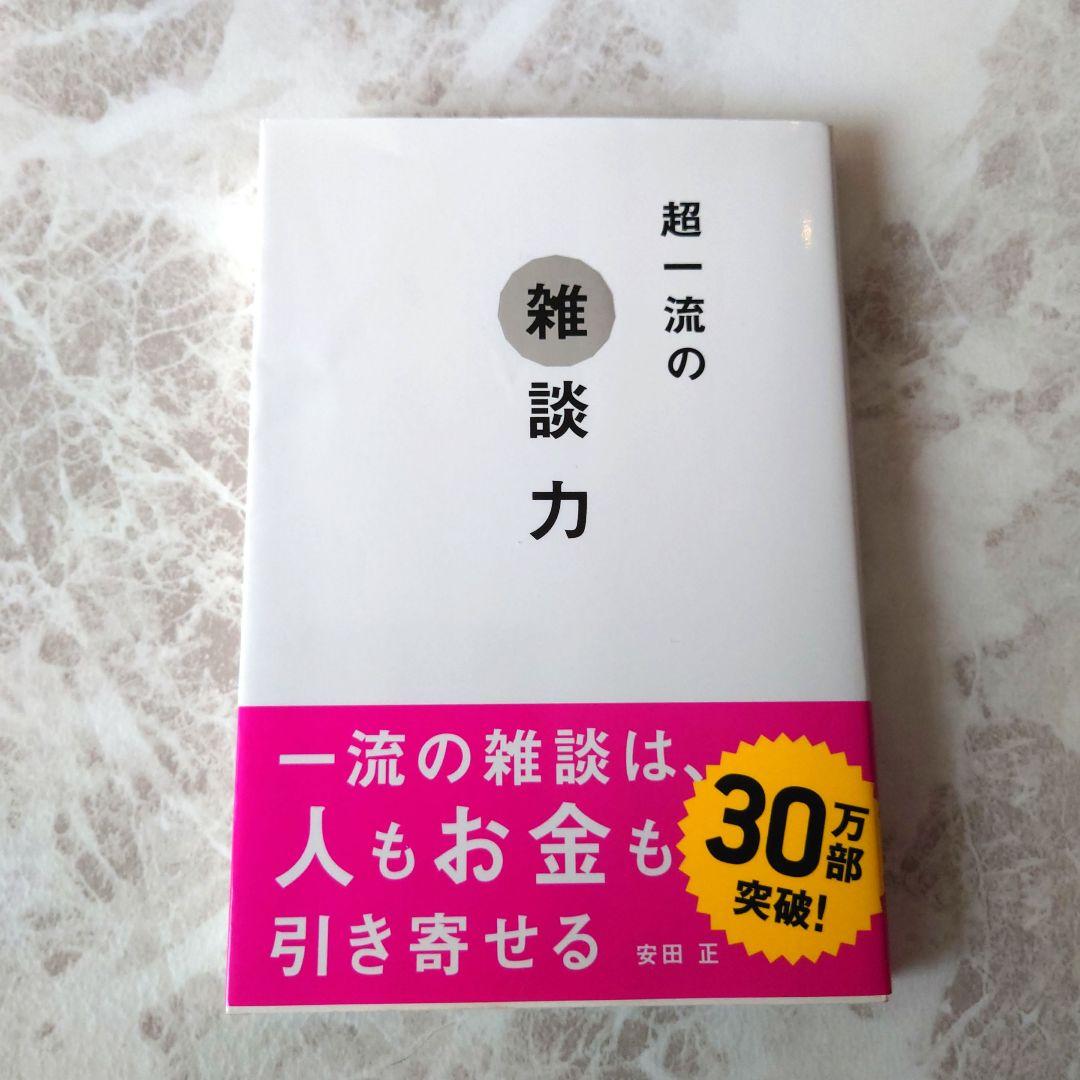 超一流の
雑談力
一流の雑談は、
人もお金も
引き寄せる
安田 正
30万部
突破!